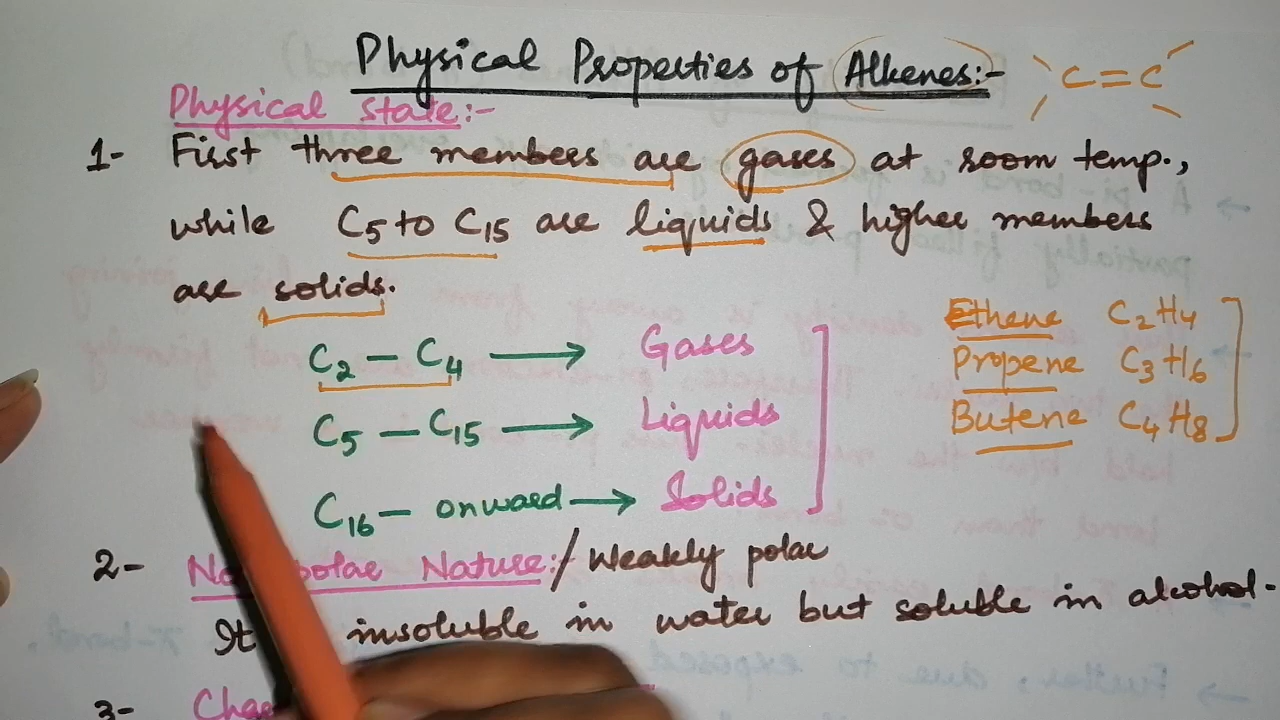 Physical Properties of Alkenes:-
C=C
Physical state:-
1- First three members are gases at room temp.,
while C5 to C15 are liquids & higher members
are solids.
C2 – C4 → Gases
C5 – C15 → Liquids
C16 – onward → Solids
Ethene C2H4
Propene C3H6
Butene C4H8
2- Nature:/Weakly polar
It insoluble in water but soluble in alcohol.
3-